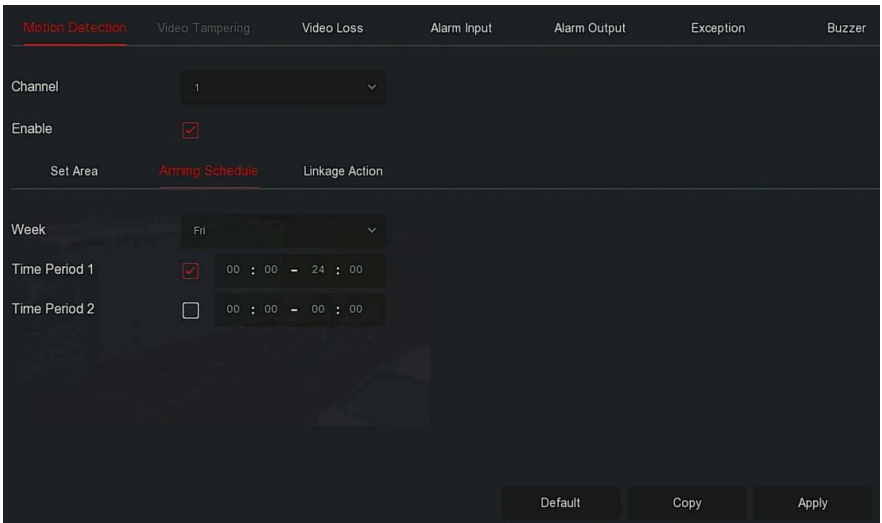 Motion Detection Video Tampering Video Loss Alarm Input Alarm Output Exception Buzzer
Channel 1
Enable
Set Area Arming Schedule Linkage Action
Week Fri
Time Period 1 00 : 00 - 24 : 00
Time Period 2 00 : 00 - 00 : 00
Default Copy Apply